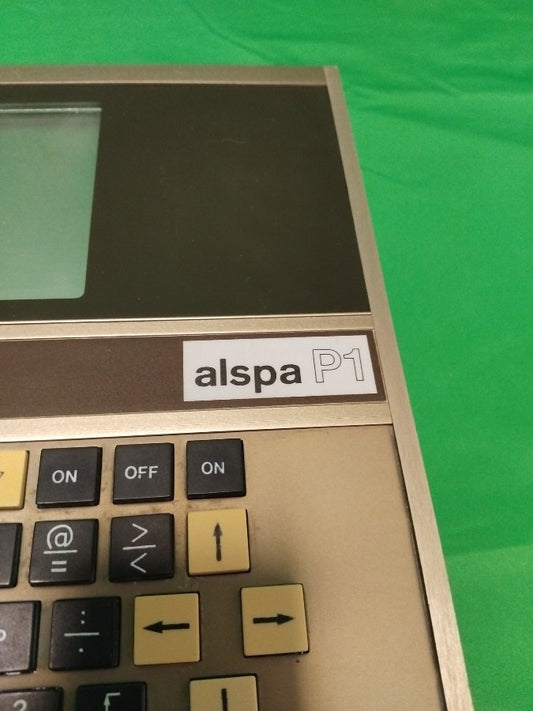 alspa P1
ON OFF ON
@ >
= <